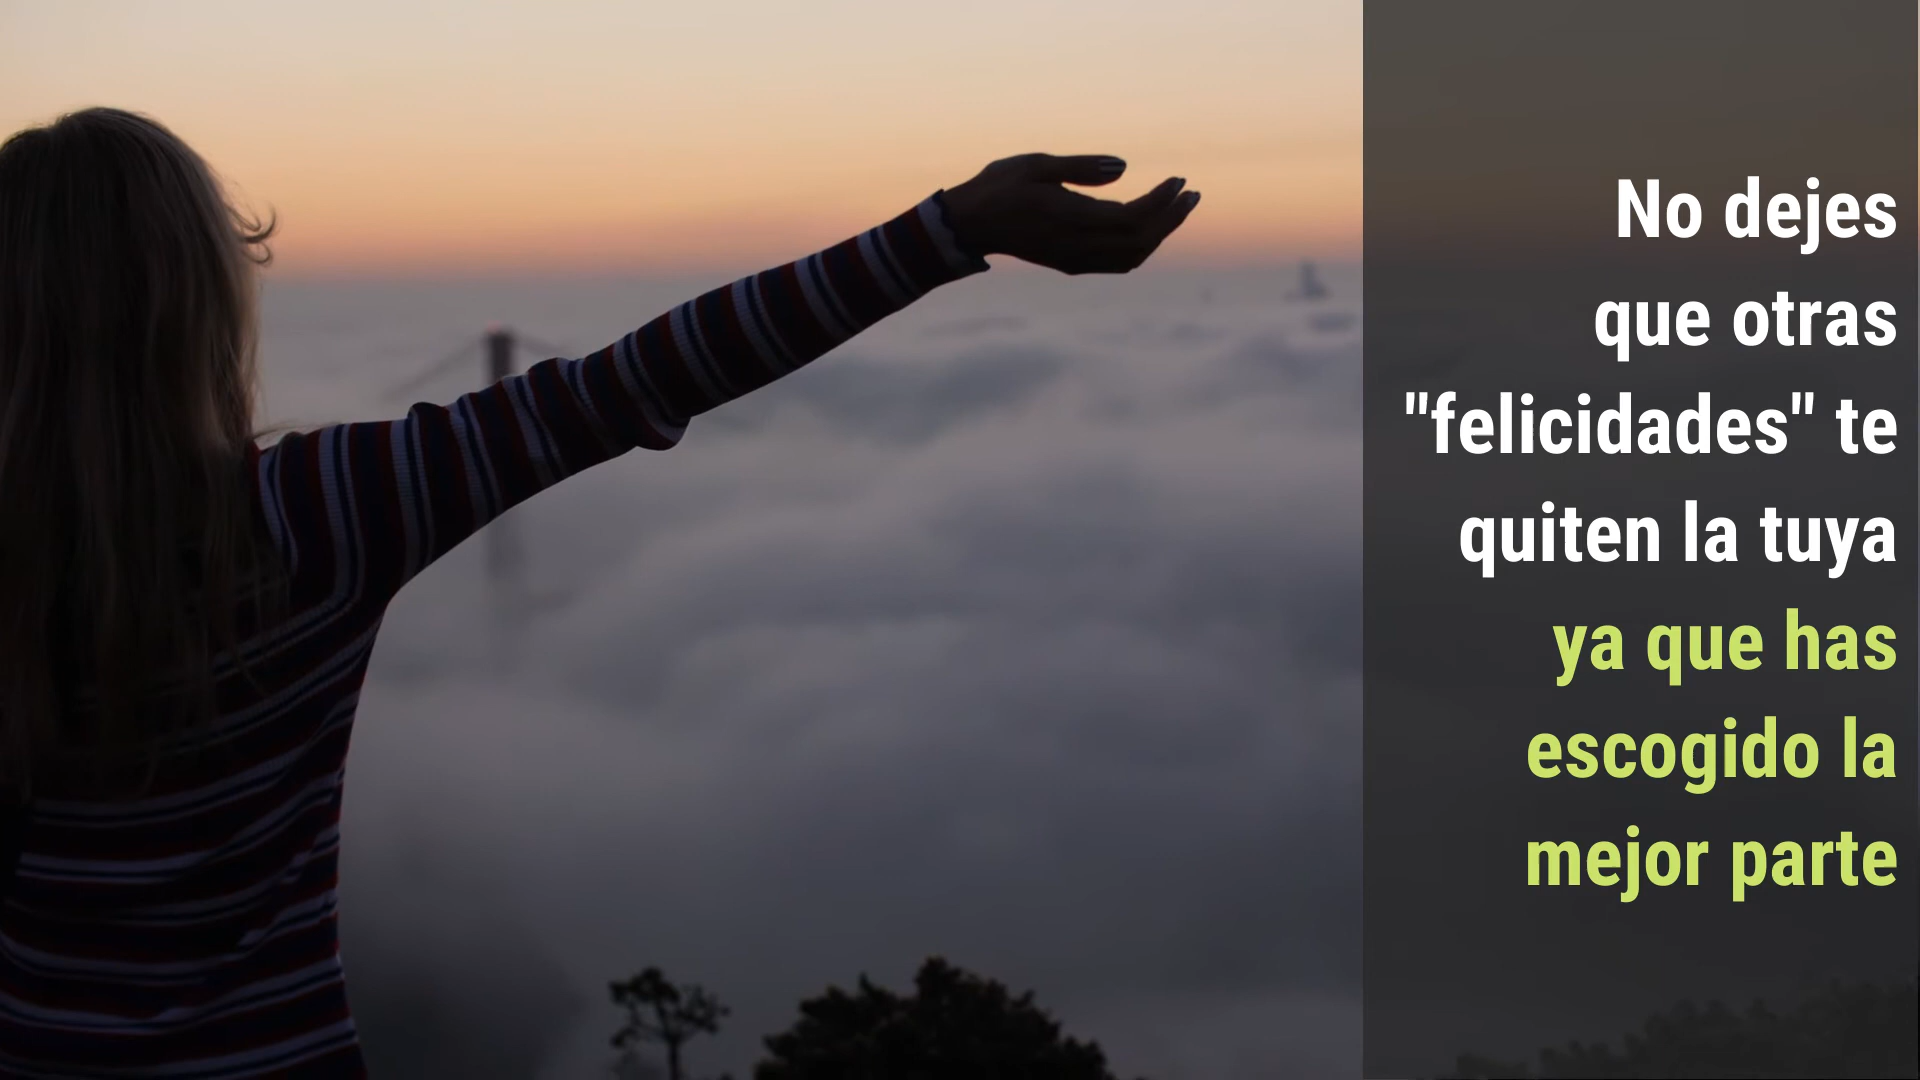 No dejes
que otras
"felicidades" te
quiten la tuya
ya que has
escogido la
mejor parte